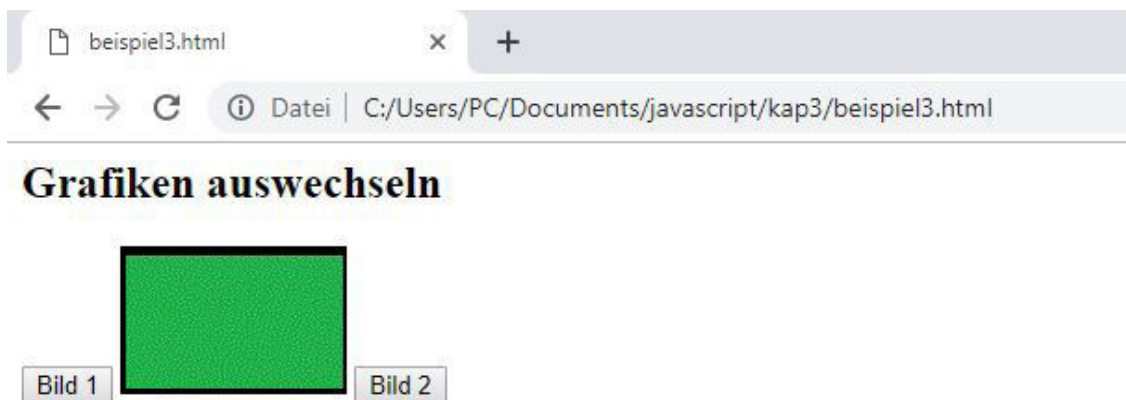 beispiel3.html
Datei | C:/Users/PC/Documents/javascript/kap3/beispiel3.html
Grafiken auswechseln
Bild 1 Bild 2